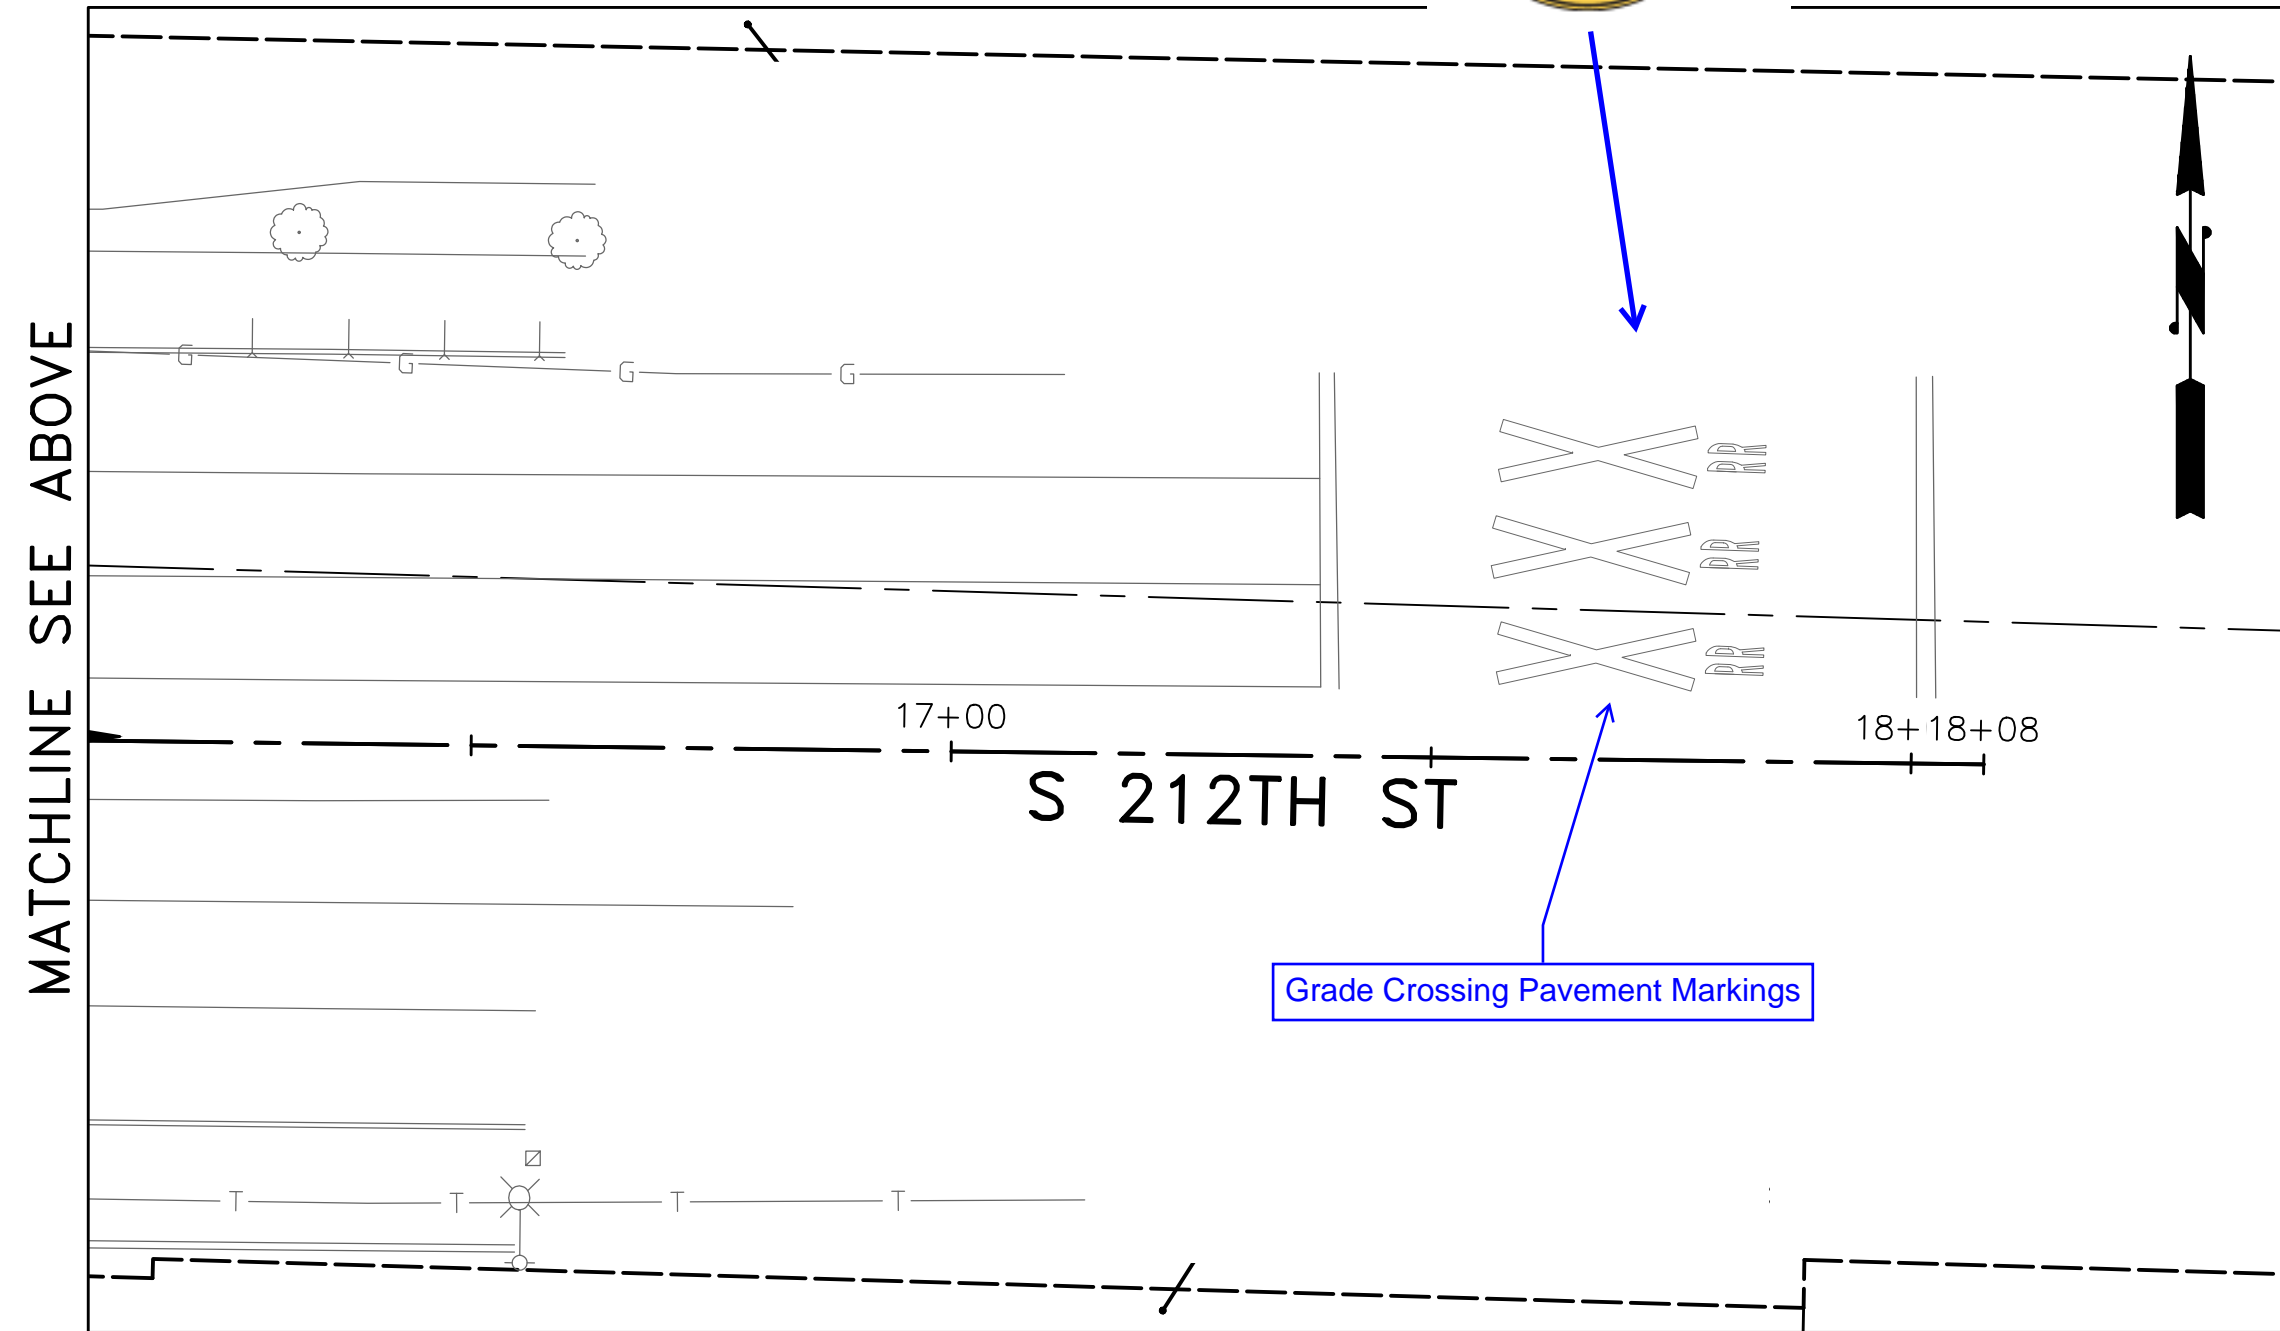 MATCHLINE SEE ABOVE
N
G G G G
RR
RR
RR
17+00
18+18+08
S 212TH ST
Grade Crossing Pavement Markings
T T T T